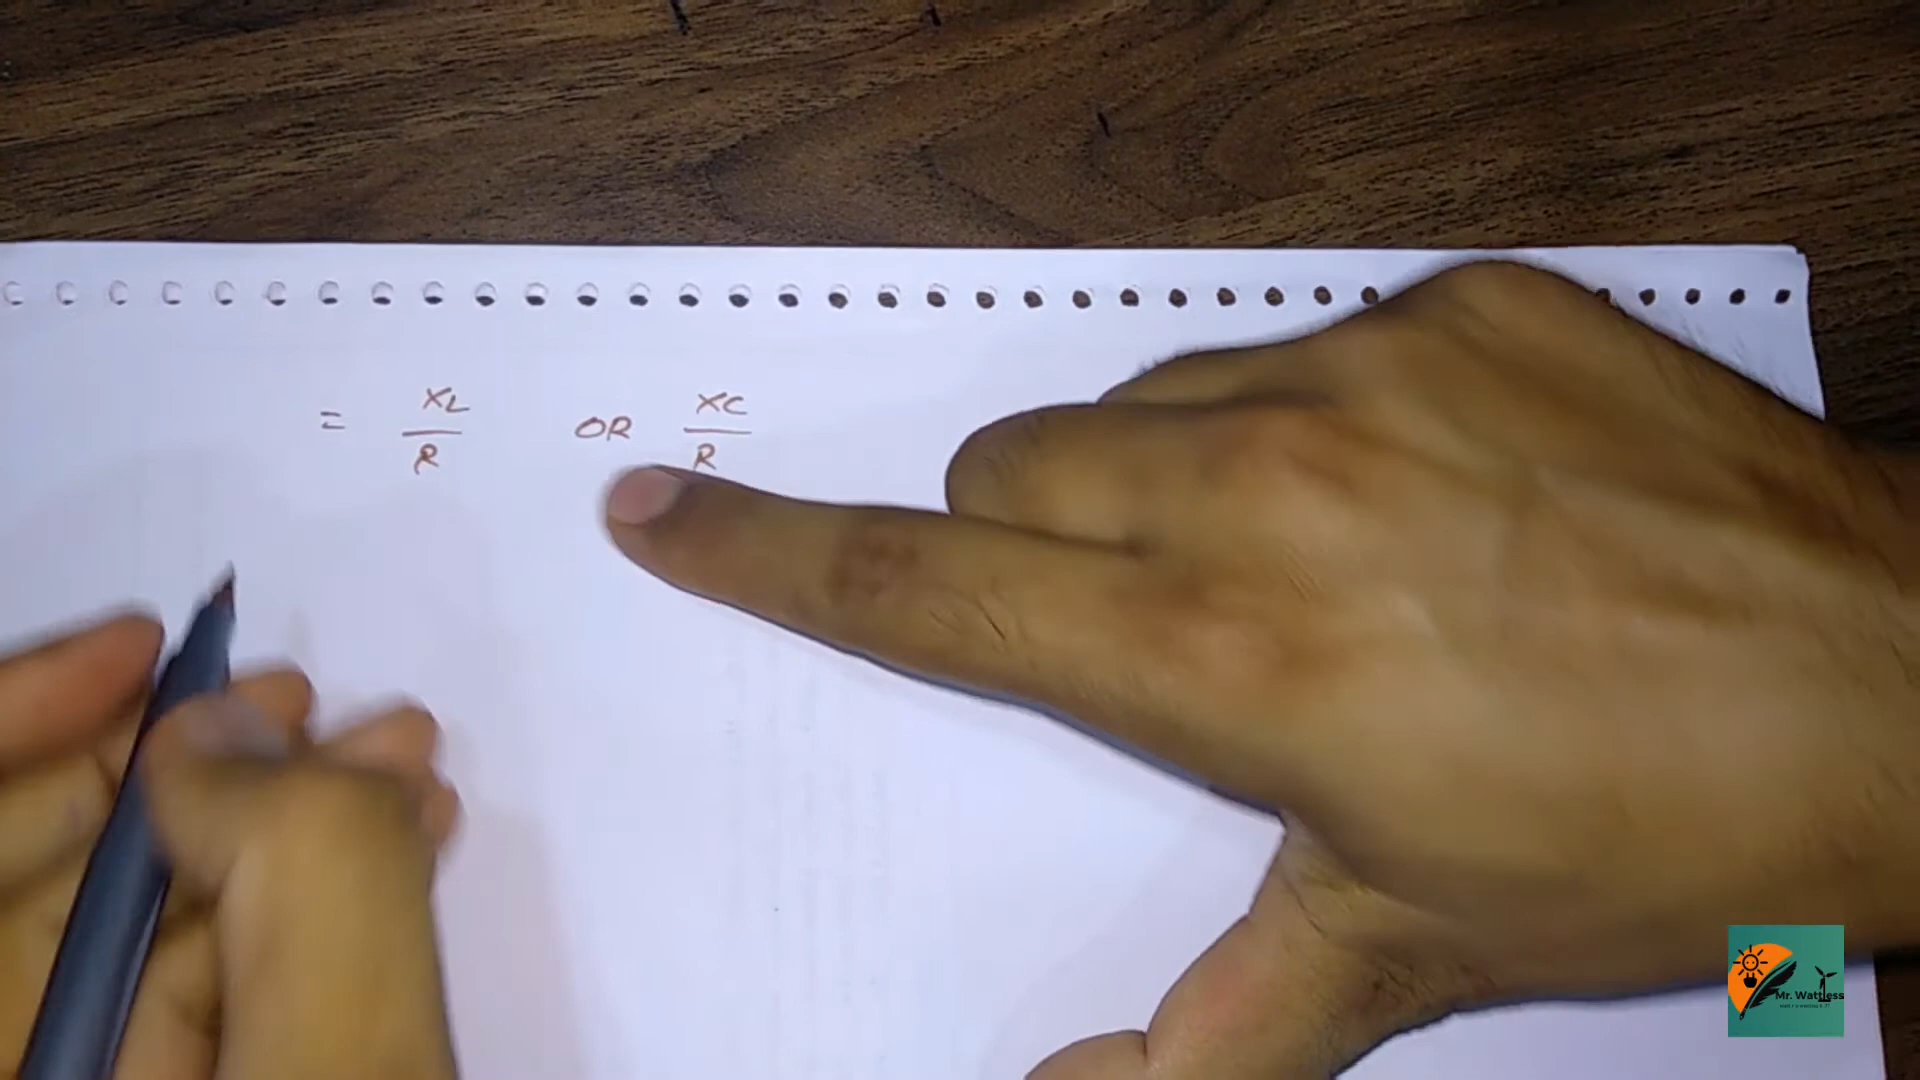 = XL OR XC
R R
Mr. Wattless